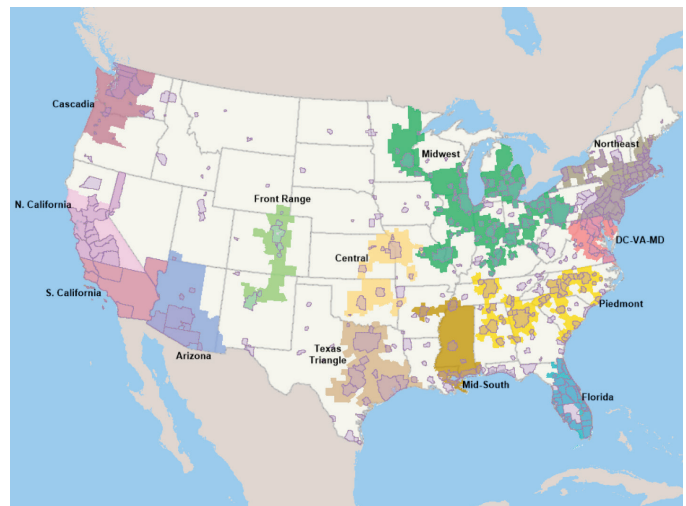 Cascadia
Midwest
Northeast
N. California
Front Range
DC-VA-MD
Central
S. California
Piedmont
Texas
Triangle
Arizona
Mid-South
Florida